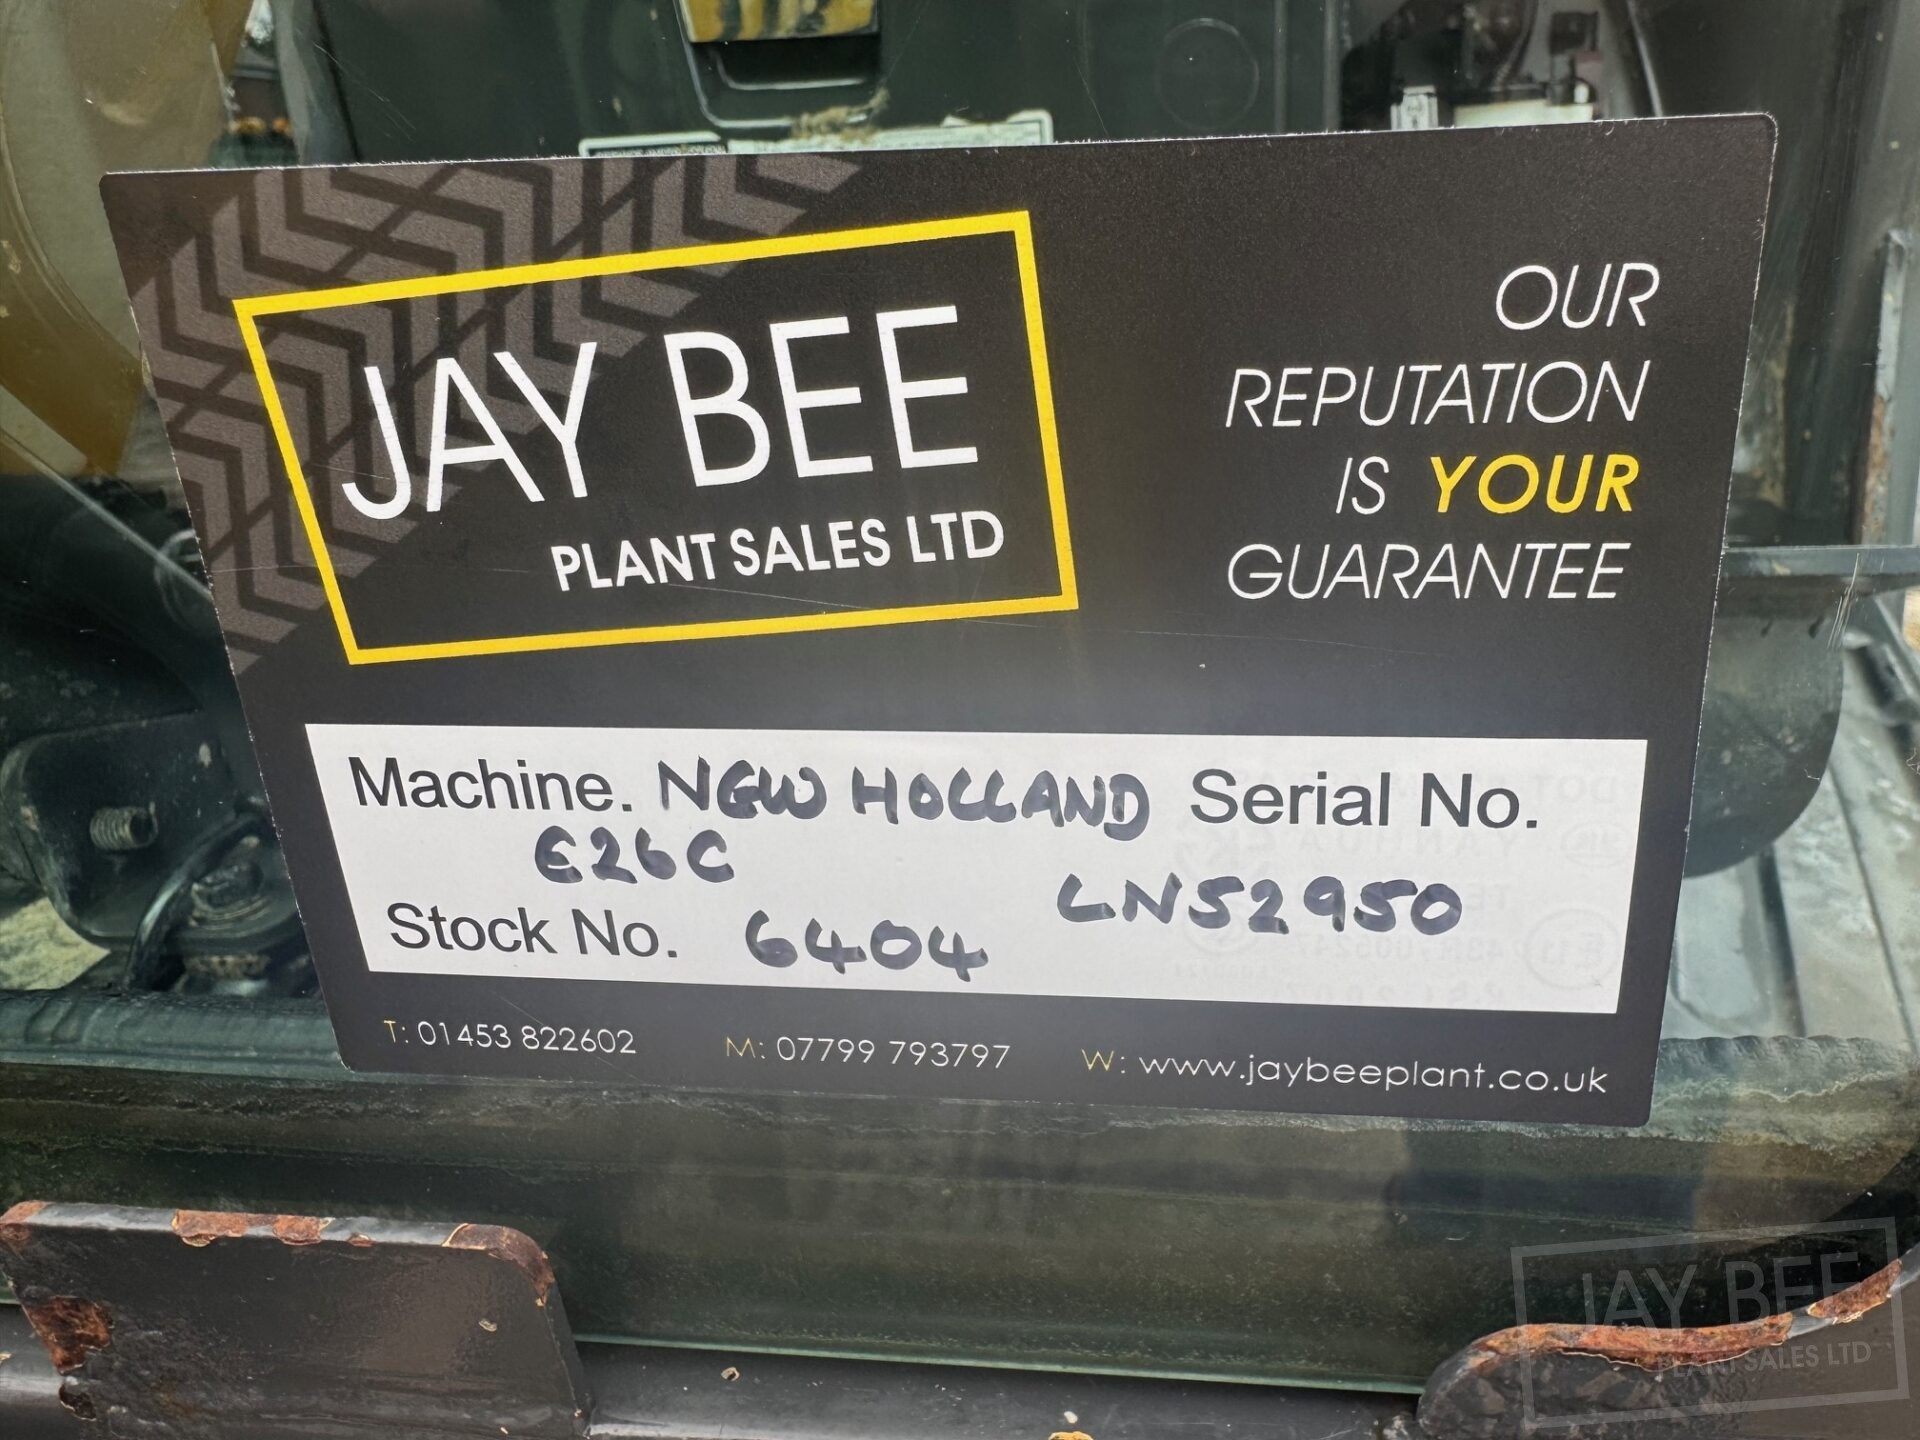 JAY BEE
PLANT SALES LTD
OUR
REPUTATION
IS YOUR
GUARANTEE
Machine. NEW HOLLAND Serial No.
E26C
LNS2950
Stock No. 6404
T: 01453 822602 M: 07799 793797 W: www.jaybeeplant.co.uk
JAY BEE
PLANT SALES LTD